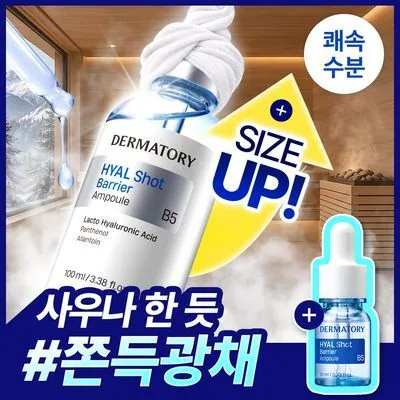 쾌속
수분
+
SIZE
UP!
DERMATORY
HYAL Shot
Barrier
Ampoule
B5
Lacto Hyaluronic Acid
Panthenol
Allantoin
100ml/3.38 fl.oz
사우나 한 듯
#쫀득광채
+
DERMATORY
HYAL Shot
Barrier
Ampoule
B5